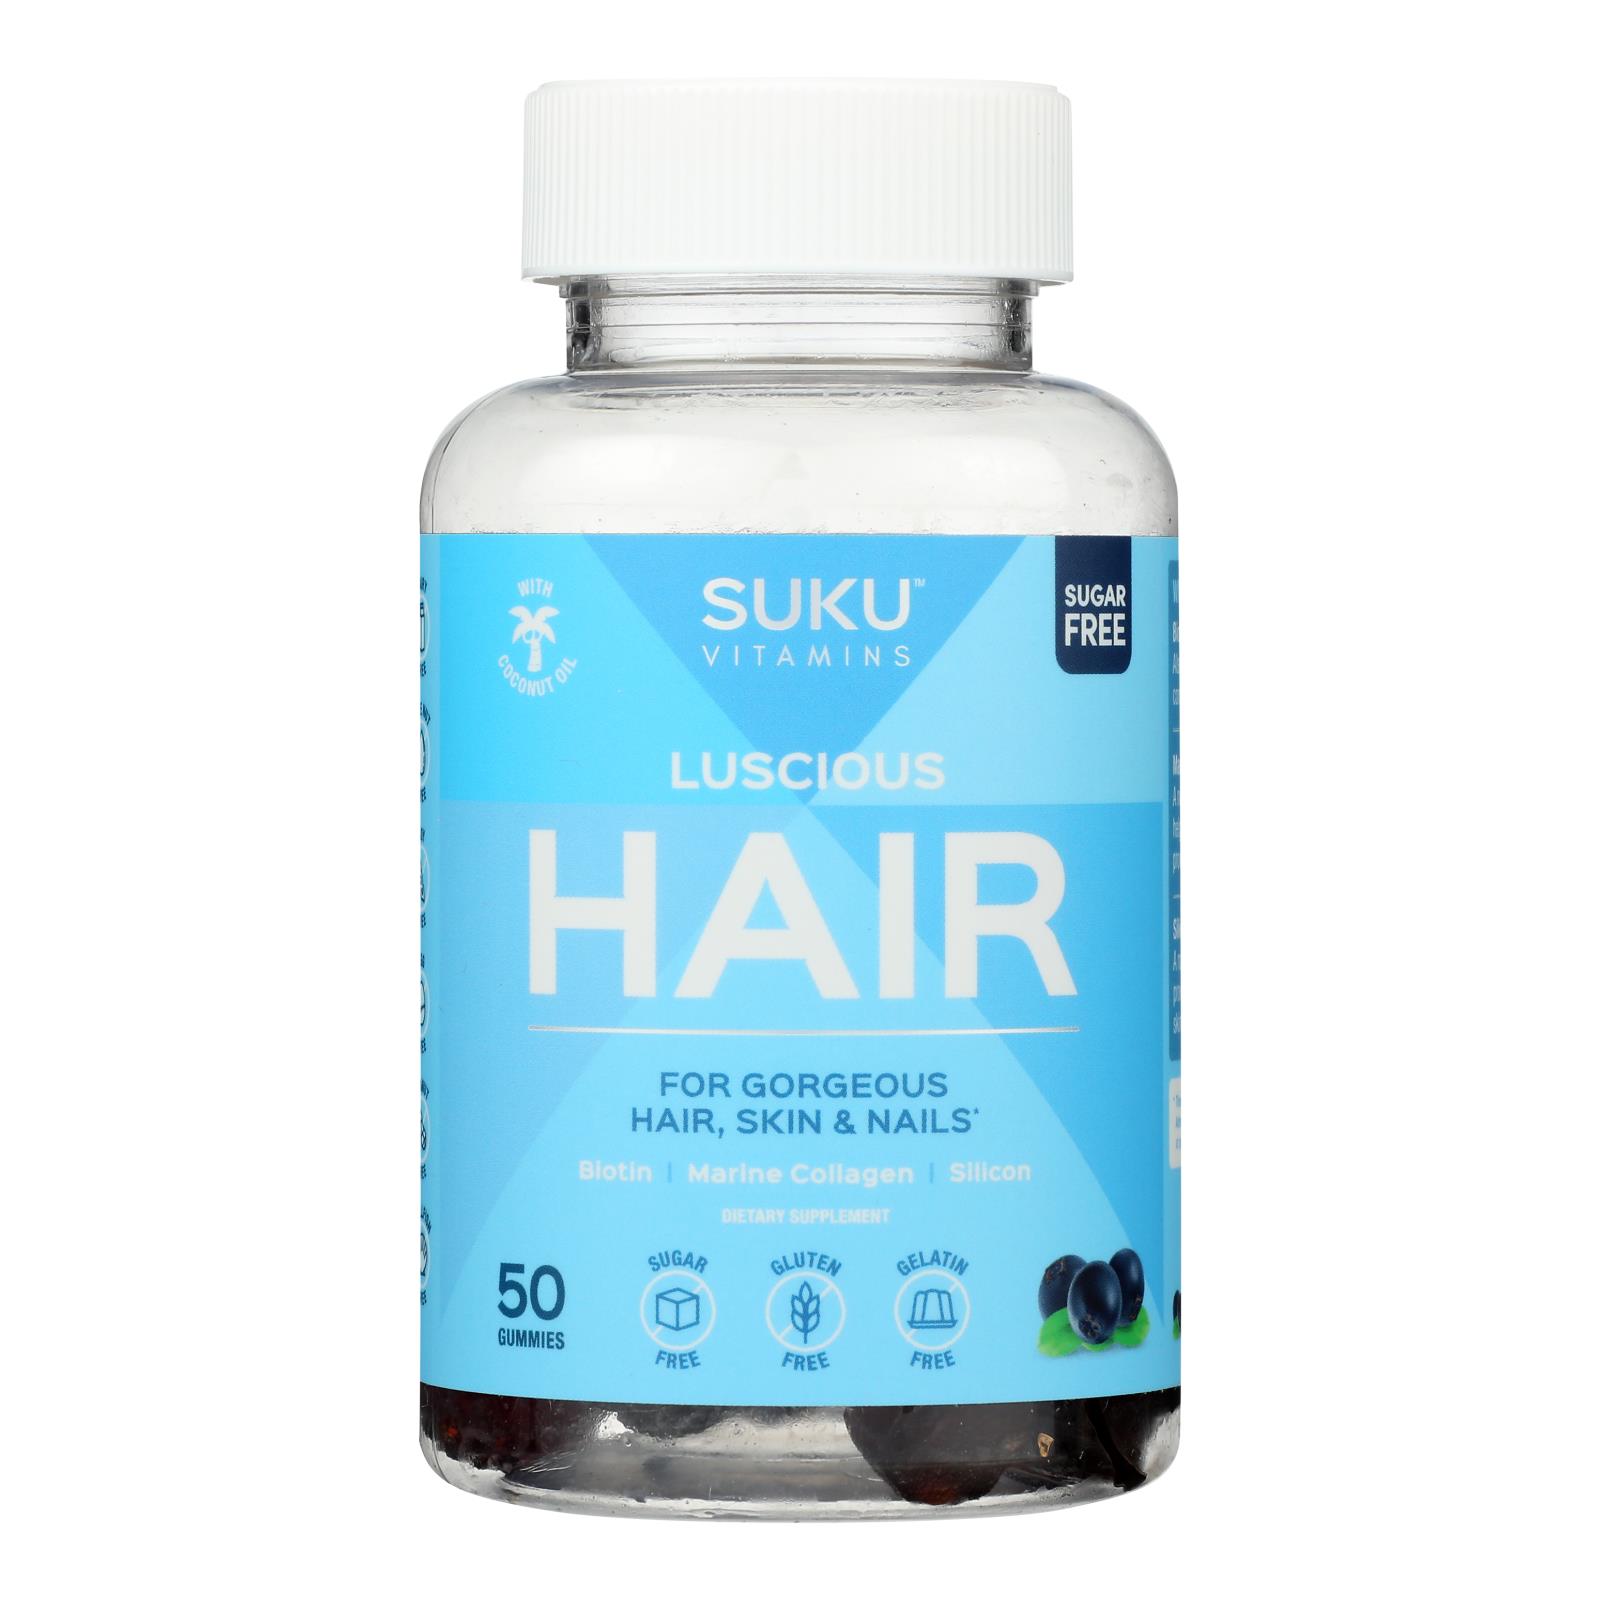 WITH
COCONUT OIL
SUKU™
VITAMINS
SUGAR
FREE
LUSCIOUS
HAIR
FOR GORGEOUS
HAIR, SKIN & NAILS*
Biotin | Marine Collagen | Silicon
DIETARY SUPPLEMENT
50
GUMMIES
SUGAR
FREE
GLUTEN
FREE
GELATIN
FREE